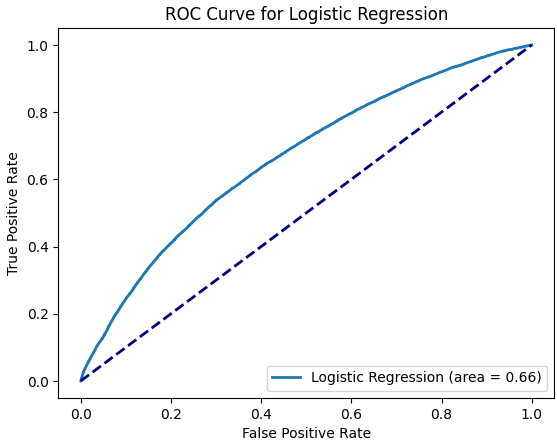 ROC Curve for Logistic Regression
True Positive Rate
1.0
0.8
0.6
0.4
0.2
0.0
Logistic Regression (area = 0.66)
0.0 0.2 0.4 0.6 0.8 1.0
False Positive Rate